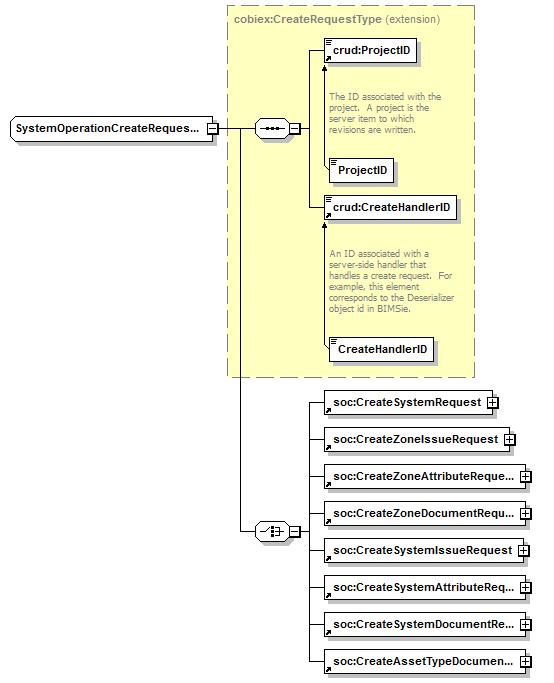 cobiex:CreateRequestType (extension)
crud:ProjectID
The ID associated with the
project.  A project is the
server item to which
revisions are written.
SystemOperationCreateReques...
ProjectID
crud:CreateHandlerID
An ID associated with a
server-side handler that
handles a create request.  For
example, this element
corresponds to the Deserializer
object id in BIMSie.
CreateHandlerID
soc:CreateSystemRequest
soc:CreateZoneIssueRequest
soc:CreateZoneAttributeReque...
soc:CreateZoneDocumentRequ...
soc:CreateSystemIssueRequest
soc:CreateSystemAttributeReq...
soc:CreateSystemDocumentRe...
soc:CreateAssetTypeDocumen...